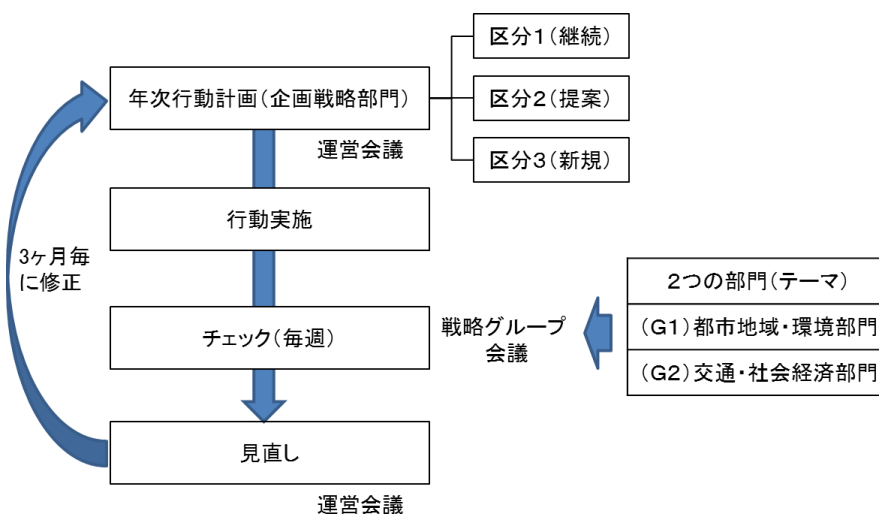 区分1(継続)
年次行動計画(企画戦略部門)
区分2(提案)
運営会議
区分3(新規)
行動実施
3ヶ月毎
に修正
2つの部門(テーマ)
チェック(毎週)
戦略グループ
会議
(G1)都市地域・環境部門
(G2)交通・社会経済部門
見直し
運営会議